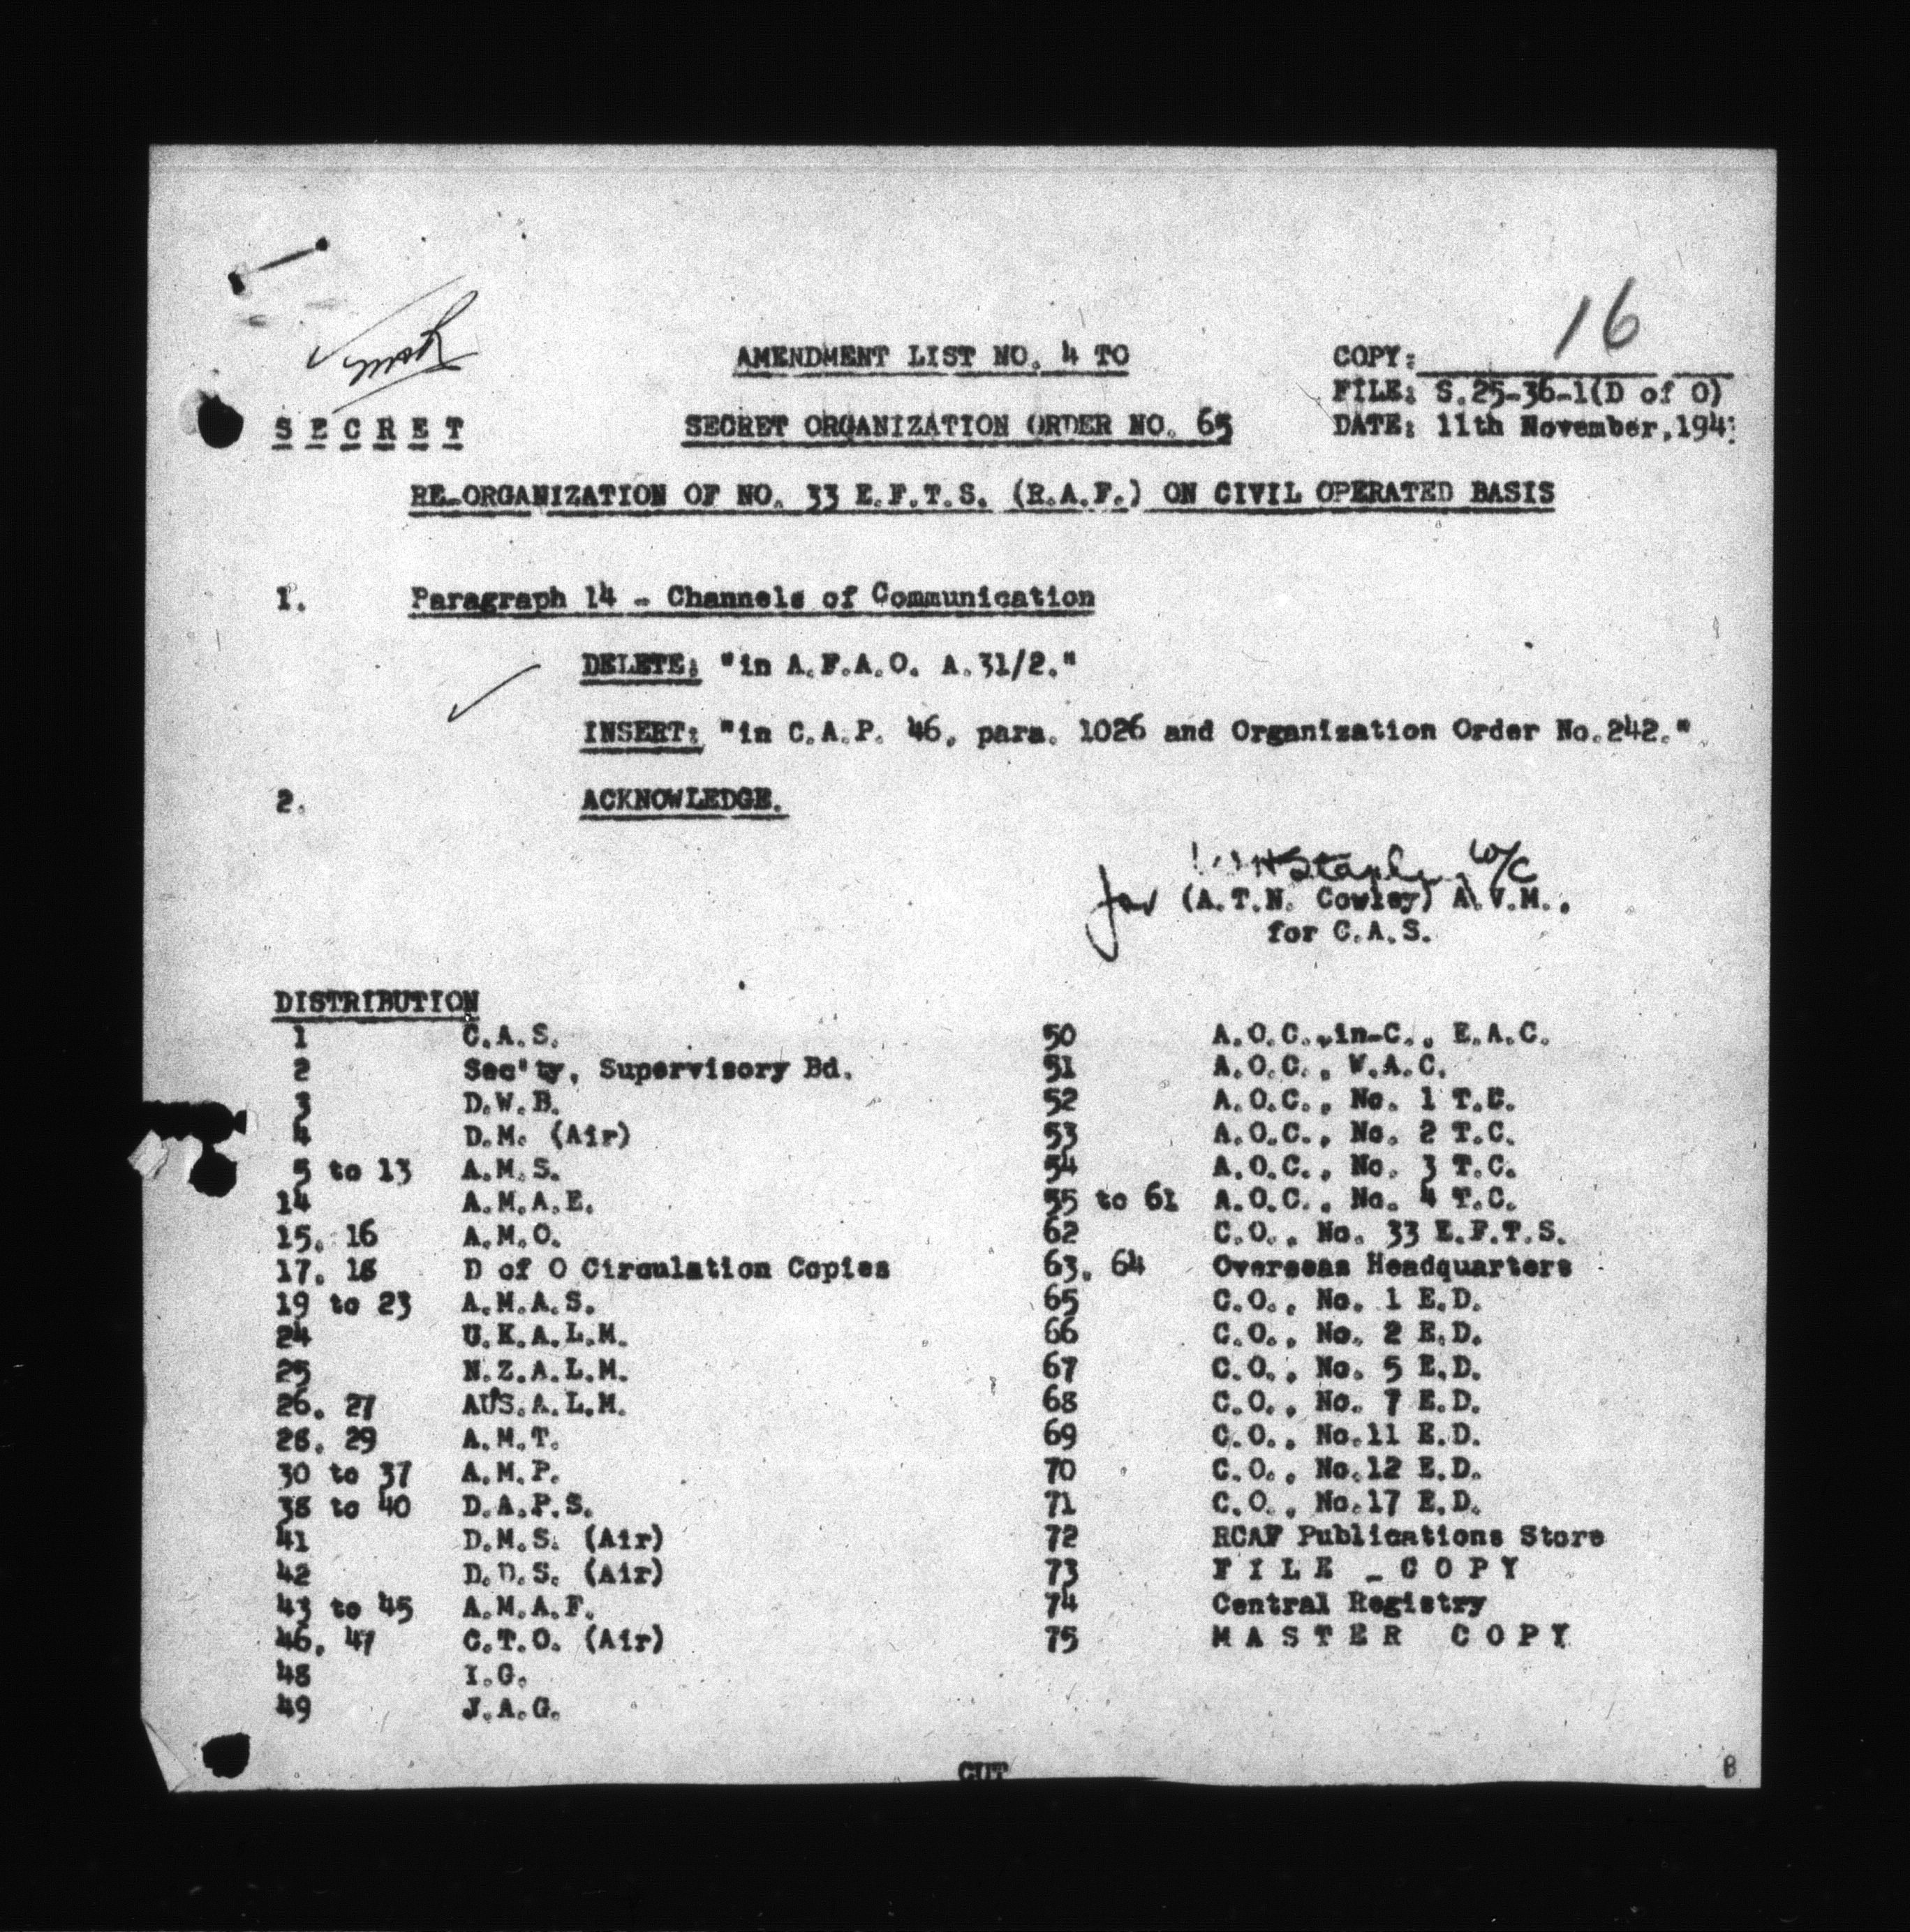 16
AMENDMENT LIST NO. 4 TO
COPY:
FILE: S.25-36-1(D of O)
S E C R E T
SECRET ORGANIZATION ORDER NO. 65
DATE: 11th November, 194
RE-ORGANIZATION OF NO. 33 E.F.T.S. (R.A.F.) ON CIVIL OPERATED BASIS
1. Paragraph 14 - Channels of Communication
DELETE: "in A.F.A.O. A.31/2."
INSERT: "in C.A.P. 46, para. 1026 and Organization Order No.242."
2. ACKNOWLEDGE.
W/C
for (A.T.N. Cowley) A.V.M.,
for C.A.S.
DISTRIBUTION
1 C.A.S.
2 Sec'ty, Supervisory Bd.
3 D.W.B.
4 D.M. (Air)
5 to 13 A.M.S.
14 A.M.A.E.
15, 16 A.M.O.
17, 18 D of O Circulation Copies
19 to 23 A.M.A.S.
24 U.K.A.L.M.
25 N.Z.A.L.M.
26, 27 AUS.A.L.M.
28, 29 A.M.T.
30 to 37 A.M.P.
38 to 40 D.A.P.S.
41 D.M.S. (Air)
42 D.D.S. (Air)
43 to 45 A.M.A.F.
46, 47 C.T.O. (Air)
48 I.G.
49 J.A.G.
50 A.O.C.,in-C., E.A.C.
51 A.O.C., W.A.C.
52 A.O.C., No. 1 T.C.
53 A.O.C., No. 2 T.C.
54 A.O.C., No. 3 T.C.
55 to 61 A.O.C., No. 4 T.C.
62 C.O., No. 33 E.F.T.S.
63, 64 Overseas Headquarters
65 C.O., No. 1 E.D.
66 C.O., No. 2 E.D.
67 C.O., No. 5 E.D.
68 C.O., No. 7 E.D.
69 C.O., No.11 E.D.
70 C.O., No.12 E.D.
71 C.O., No.17 E.D.
72 RCAF Publications Store
73 F I L E - C O P Y
74 Central Registry
75 M A S T E R C O P Y
CUT
B